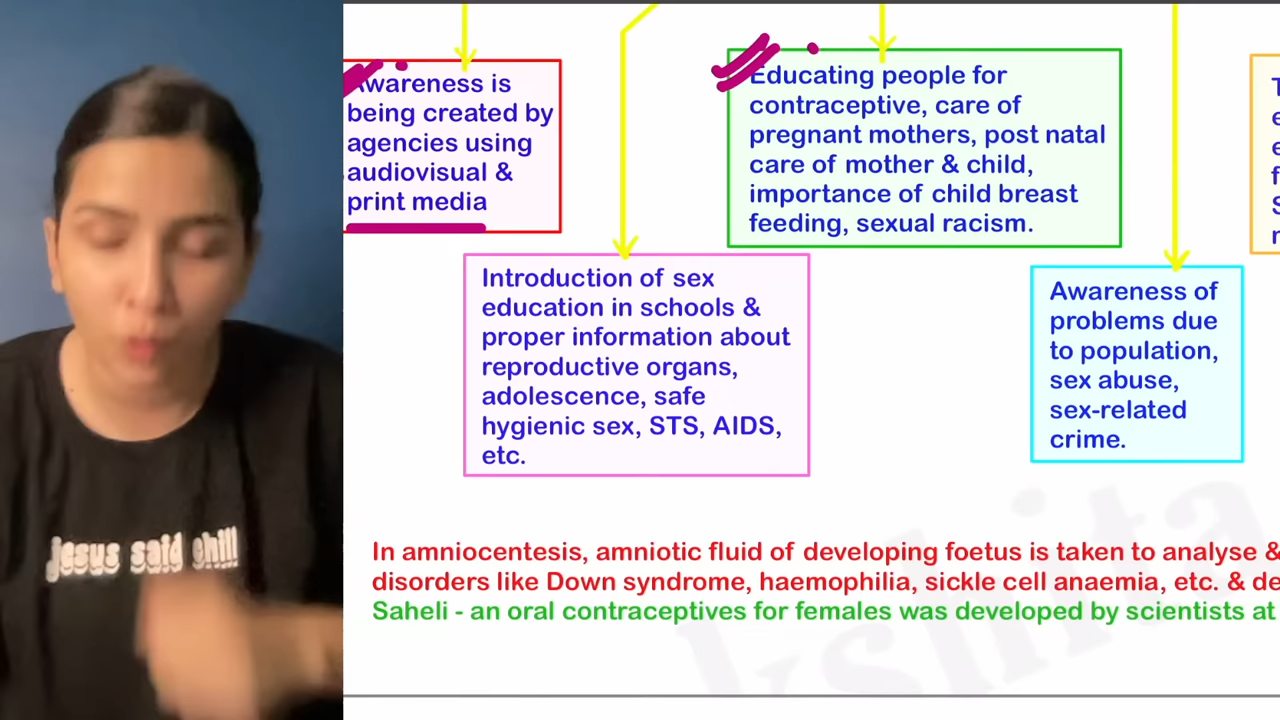 Awareness is
being created by
agencies using
audiovisual &
print media
Educating people for
contraceptive, care of
pregnant mothers, post natal
care of mother & child,
importance of child breast
feeding, sexual racism.
Introduction of sex
education in schools &
proper information about
reproductive organs,
adolescence, safe
hygienic sex, STS, AIDS,
etc.
Awareness of
problems due
to population,
sex abuse,
sex-related
crime.
In amniocentesis, amniotic fluid of developing foetus is taken to analyse &
disorders like Down syndrome, haemophilia, sickle cell anaemia, etc. &
Saheli - an oral contraceptives for females was developed by scientists at
jesus said chill
kshita